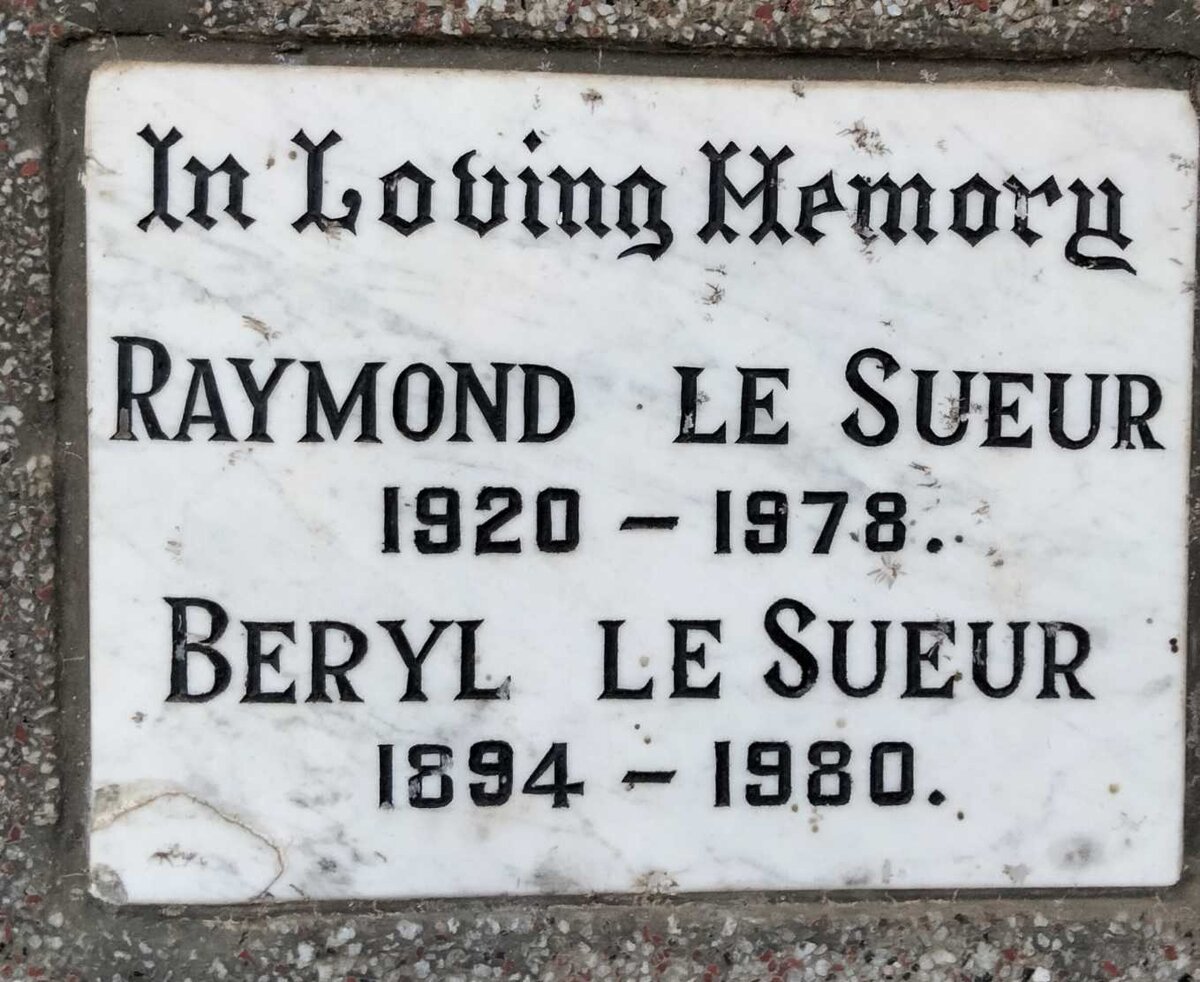 In Loving Memory
RAYMOND LE SUEUR
1920 – 1978.
BERYL LE SUEUR
1894 – 1980.